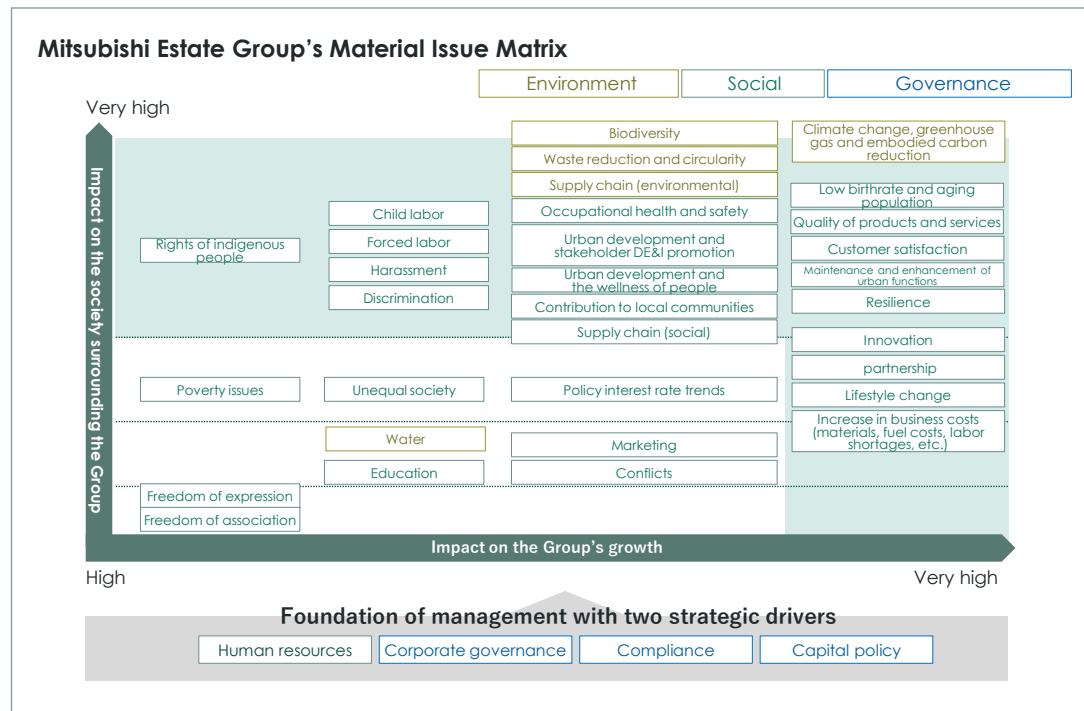 Mitsubishi Estate Group’s Material Issue Matrix
Environment
Social
Governance
Very high
Impact on the society surrounding the Group
Rights of indigenous
people
Child labor
Forced labor
Harassment
Discrimination
Biodiversity
Waste reduction and circularity
Supply chain (environmental)
Occupational health and safety
Urban development and
stakeholder DE&I promotion
Urban development and
the wellness of people
Contribution to local communities
Supply chain (social)
Climate change, greenhouse
gas and embodied carbon
reduction
Low birthrate and aging
population
Quality of products and services
Customer satisfaction
Maintenance and enhancement of
urban functions
Resilience
Innovation
partnership
Lifestyle change
Increase in business costs
(materials, fuel costs, labor
shortages, etc.)
Poverty issues
Unequal society
Policy interest rate trends
Water
Education
Marketing
Conflicts
Freedom of expression
Freedom of association
Impact on the Group’s growth
High
Very high
Foundation of management with two strategic drivers
Human resources
Corporate governance
Compliance
Capital policy